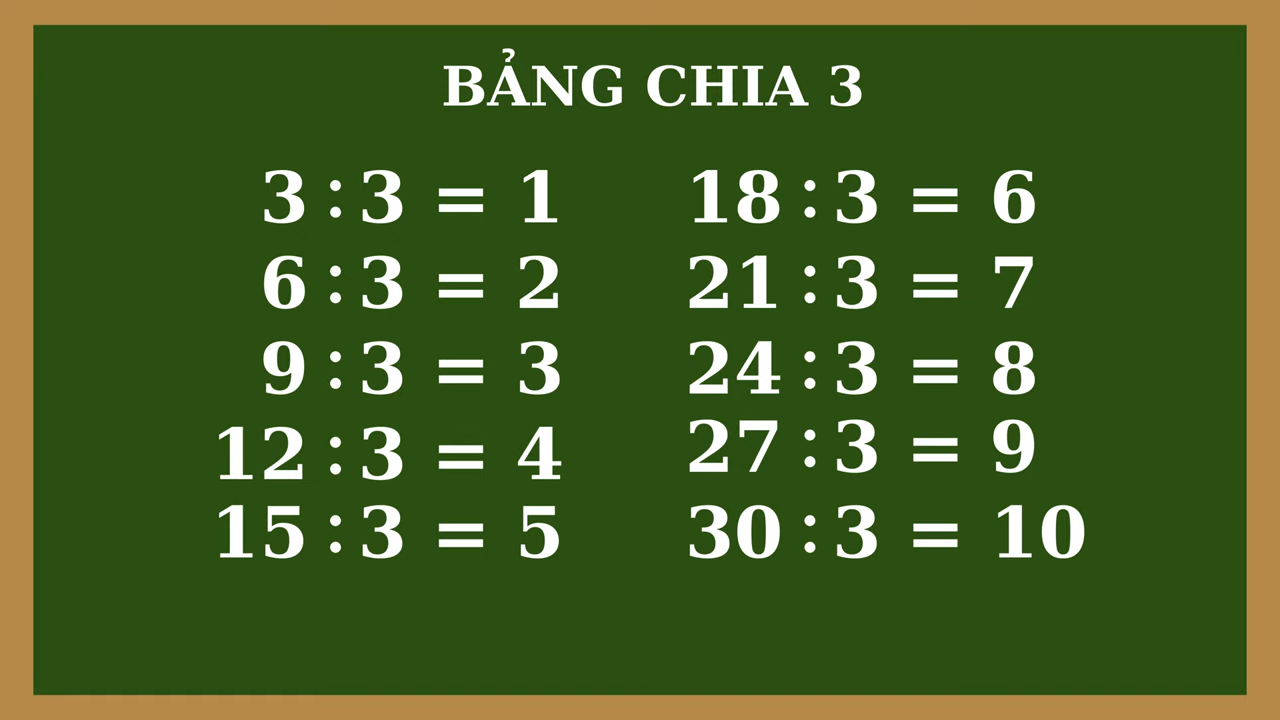 BẢNG CHIA 3
3 : 3 = 1
6 : 3 = 2
9 : 3 = 3
12 : 3 = 4
15 : 3 = 5
18 : 3 = 6
21 : 3 = 7
24 : 3 = 8
27 : 3 = 9
30 : 3 = 10